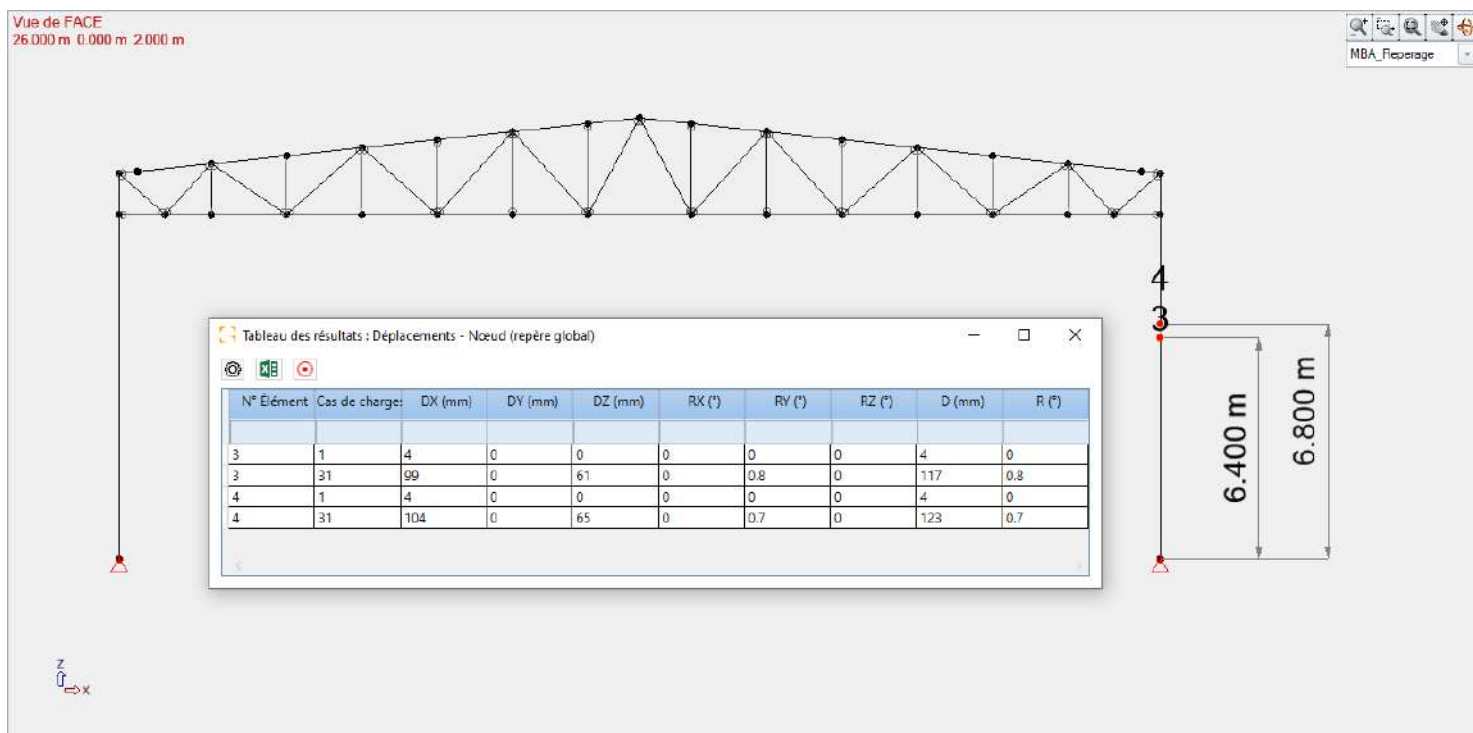 Vue de FACE
26.000 m 0.000 m 2.000 m
MBA_Reperage
4
3
6.400 m
6.800 m
Tableau des résultats : Déplacements - Nœud (repère global)
N° Élément Cas de charge: DX (mm) DY (mm) DZ (mm) RX (°) RY (°) RZ (°) D (mm) R (°)
3 1 4 0 0 0 0 0 4 0
3 31 99 0 61 0 0.8 0 117 0.8
4 1 4 0 0 0 0 0 4 0
4 31 104 0 65 0 0.7 0 123 0.7
Z
X